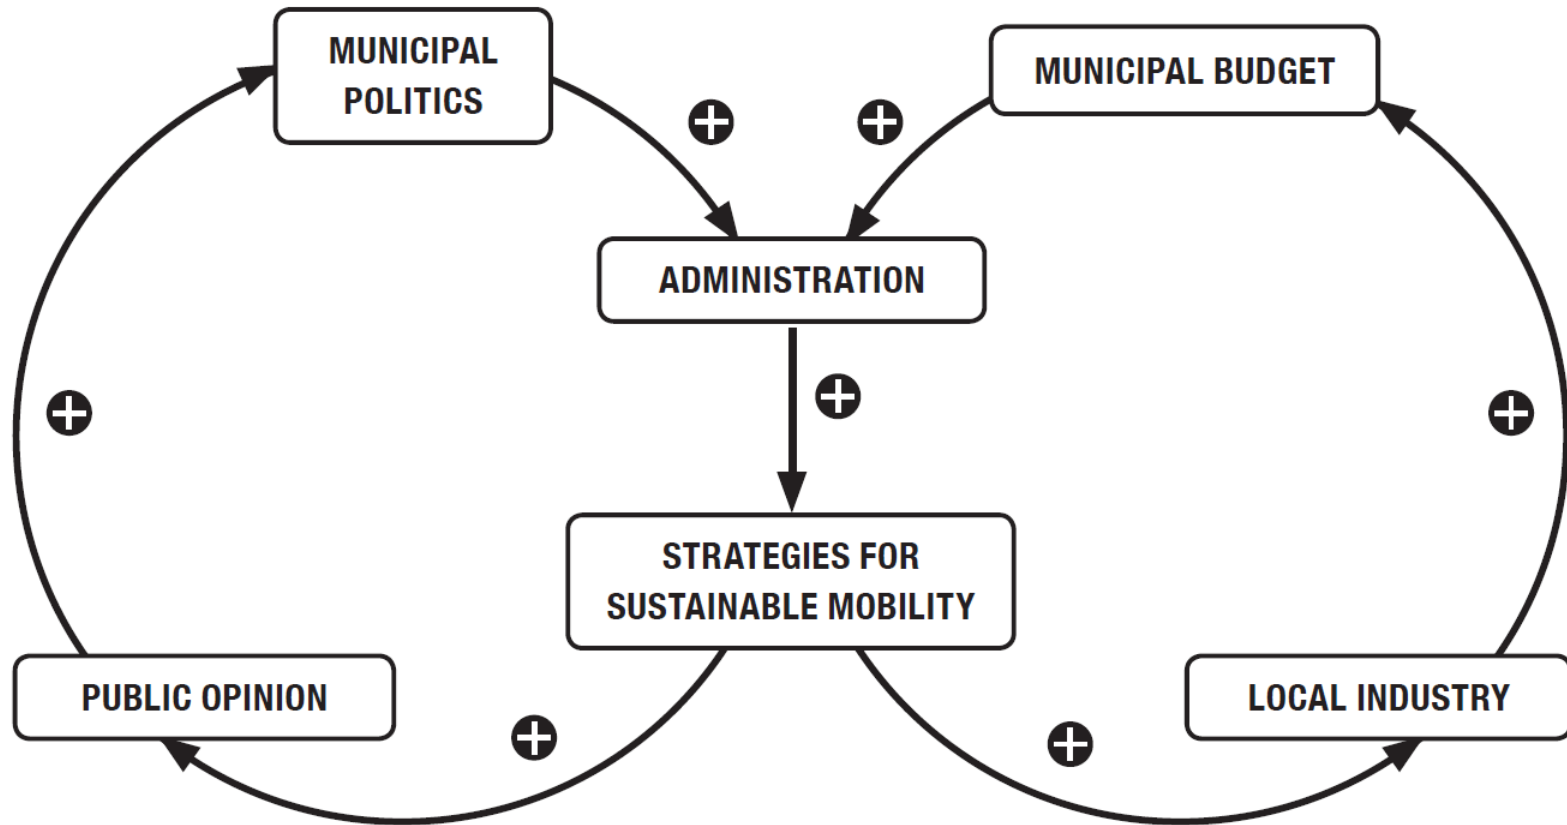 MUNICIPAL
POLITICS
MUNICIPAL BUDGET
ADMINISTRATION
STRATEGIES FOR
SUSTAINABLE MOBILITY
PUBLIC OPINION
LOCAL INDUSTRY